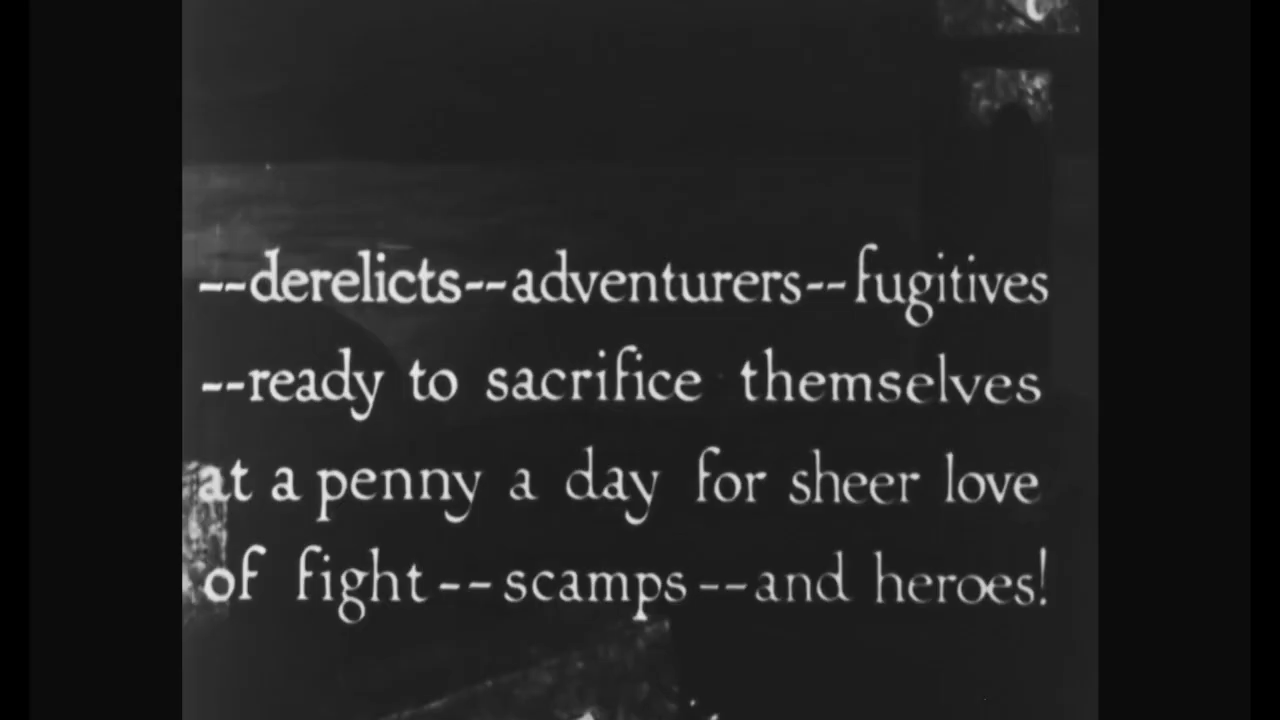 --derelicts--adventurers--fugitives
--ready to sacrifice themselves
at a penny a day for sheer love
of fight--scamps--and heroes!